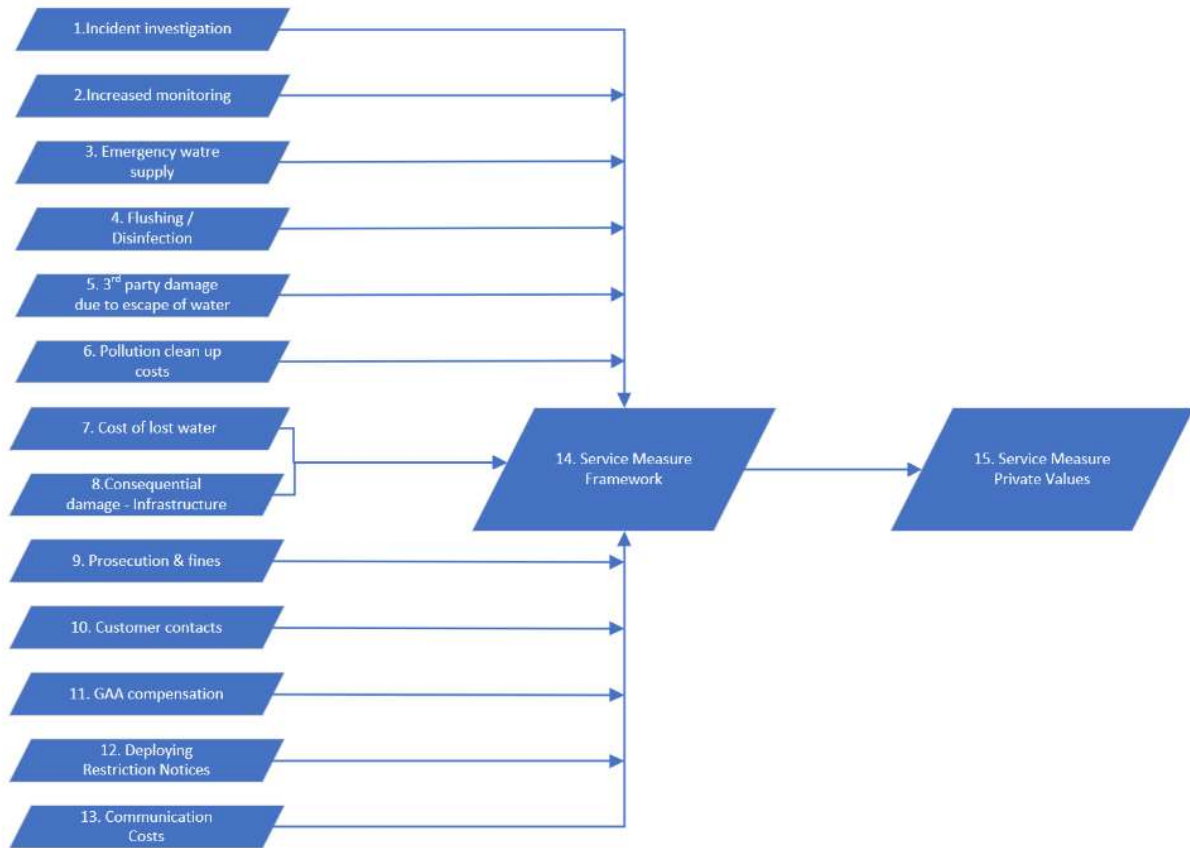 1.Incident investigation
2.Increased monitoring
3. Emergency watre
supply
4. Flushing /
Disinfection
5. 3rd party damage
due to escape of water
6. Pollution clean up
costs
7. Cost of lost water
8.Consequential
damage - Infrastructure
9. Prosecution & fines
10. Customer contacts
11. GAA compensation
12. Deploying
Restriction Notices
13. Communication
Costs
14. Service Measure
Framework
15. Service Measure
Private Values